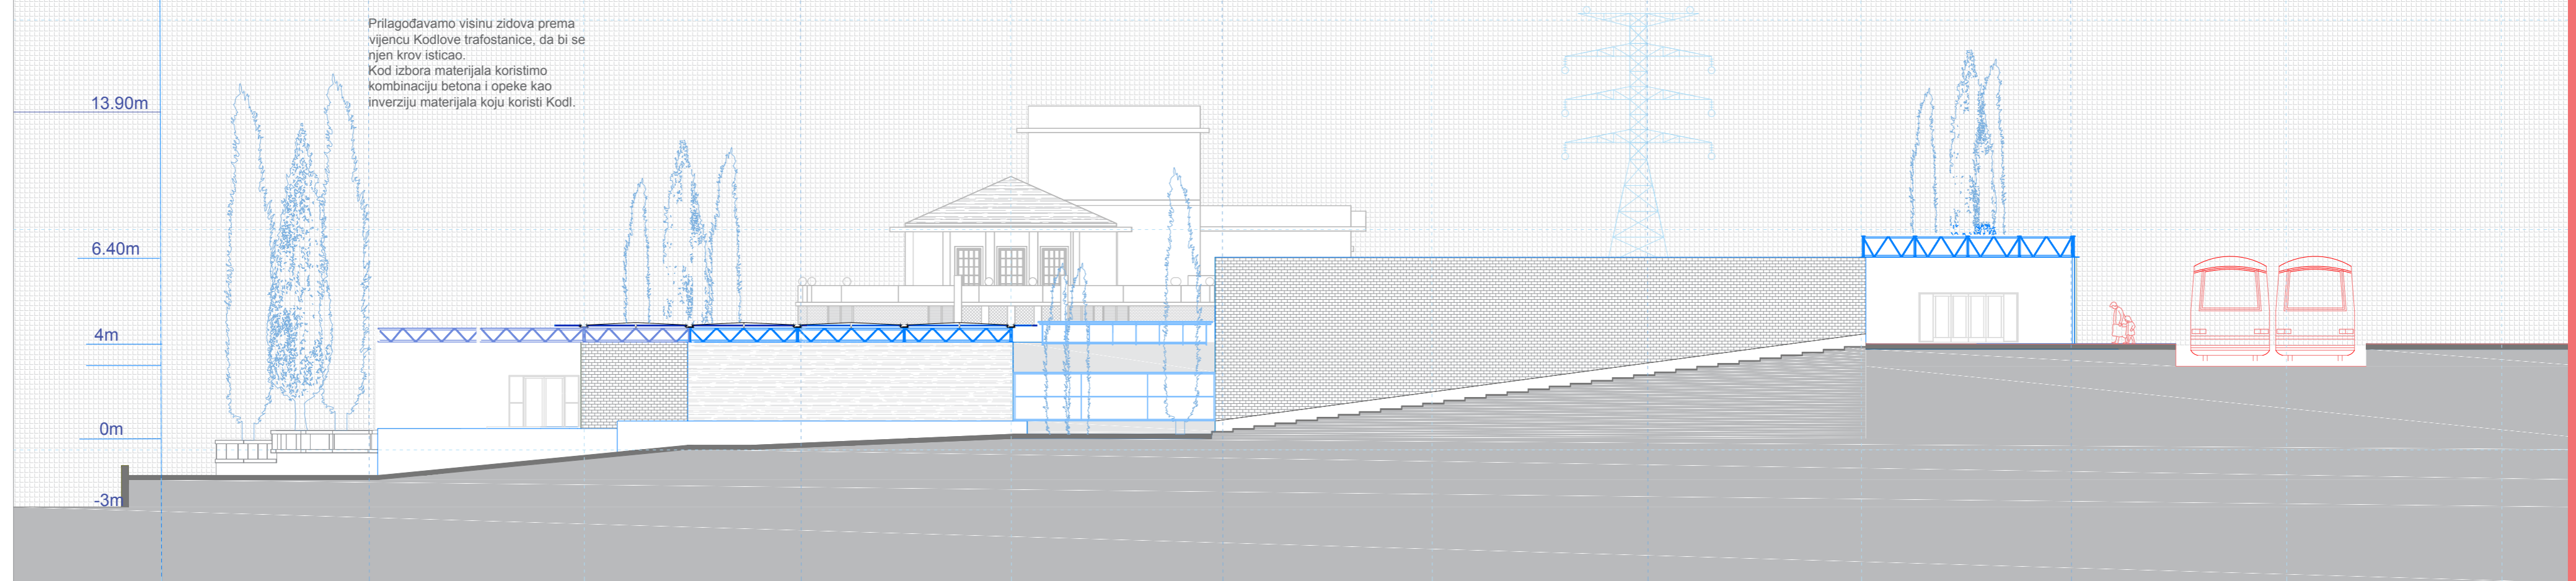 Prilagođavamo visinu zidova prema
vijencu Kodlove trafostanice, da bi se
njen krov isticao.
Kod izbora materijala koristimo
kombinaciju betona i opeke kao
inverziju materijala koju koristi Kodl.
13.90m
6.40m
4m
0m
-3m